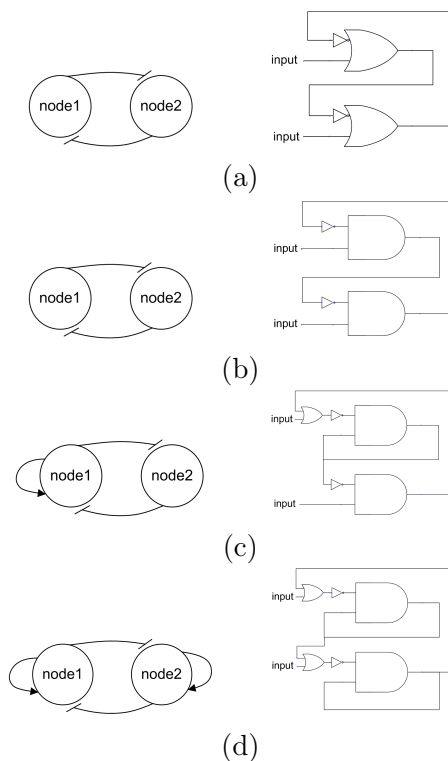 node1 node2
input
input
(a)
node1 node2
input
input
(b)
node1 node2
input
input
(c)
node1 node2
input
input
(d)